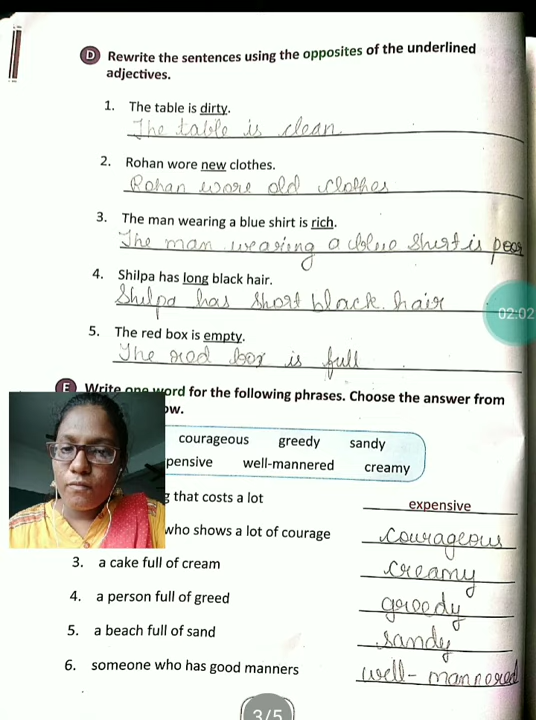 D Rewrite the sentences using the opposites of the underlined
adjectives.
1. The table is dirty.
The table is clean
2. Rohan wore new clothes.
Rohan wore old clothes
3. The man wearing a blue shirt is rich.
The man wearing a blue shirt is poor
4. Shilpa has long black hair.
Shilpa has short black hair
02:02
5. The red box is empty.
The red box is full
E Write one word for the following phrases. Choose the answer from
ow.
courageous greedy sandy
pensive well-mannered creamy
g that costs a lot expensive
who shows a lot of courage courageous
3. a cake full of cream creamy
4. a person full of greed greedy
5. a beach full of sand sandy
6. someone who has good manners well-mannered
3/5